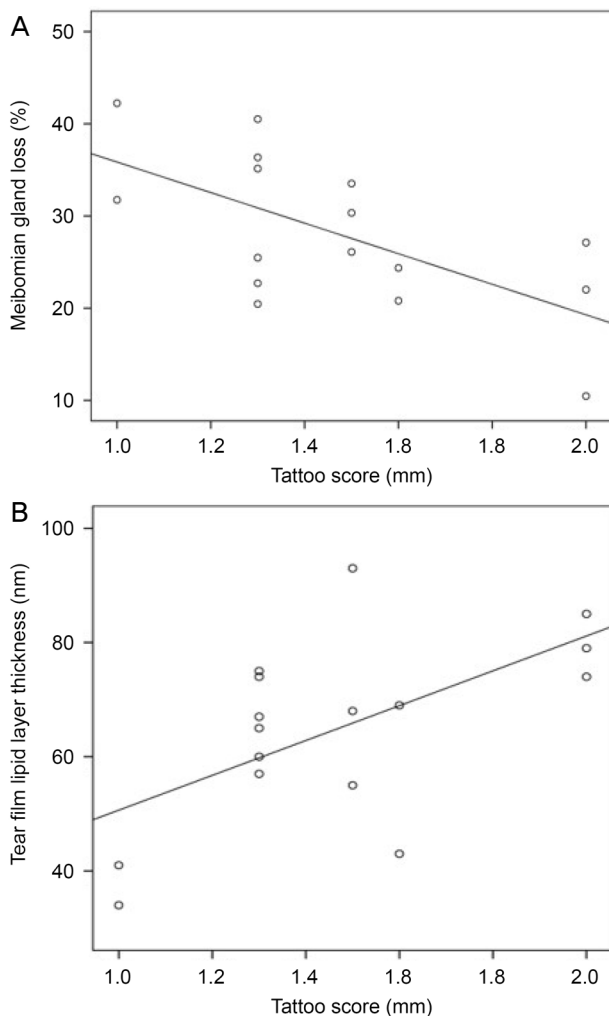 A
50
40
30
20
10
Meibomian gland loss (%)
1.0 1.2 1.4 1.8 1.8 2.0
Tattoo score (mm)
B
100
80
60
40
Tear film lipid layer thickness (nm)
1.0 1.2 1.4 1.6 1.8 2.0
Tattoo score (mm)